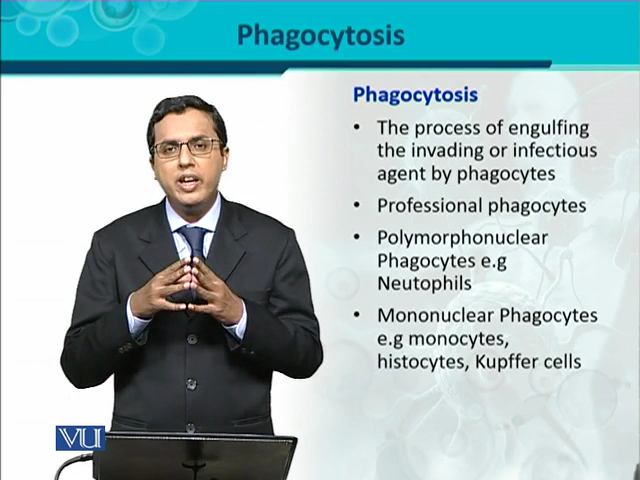 Phagocytosis
Phagocytosis
• The process of engulfing
the invading or infectious
agent by phagocytes
• Professional phagocytes
• Polymorphonuclear
Phagocytes e.g
Neutophils
• Mononuclear Phagocytes
e.g monocytes,
histocytes, Kupffer cells
VU